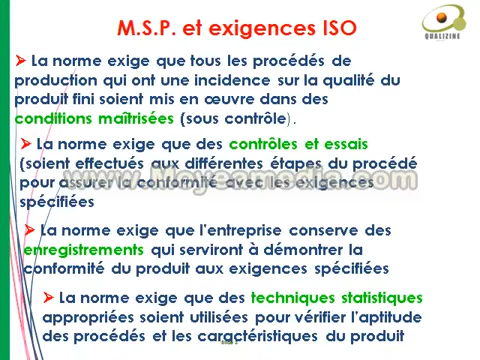 M.S.P. et exigences ISO
QUALIZINE
➤ La norme exige que tous les procédés de
production qui ont une incidence sur la qualité du
produit fini soient mis en œuvre dans des
conditions maîtrisées (sous contrôle).
➤ La norme exige que des contrôles et essais
(soient effectués aux différentes étapes du procédé
pour assurer la conformité avec les exigences
spécifiées
➤ La norme exige que l’entreprise conserve des
enregistrements qui serviront à démontrer la
conformité du produit aux exigences spécifiées
➤ La norme exige que des techniques statistiques
appropriées soient utilisées pour vérifier l’aptitude
des procédés et les caractéristiques du produit